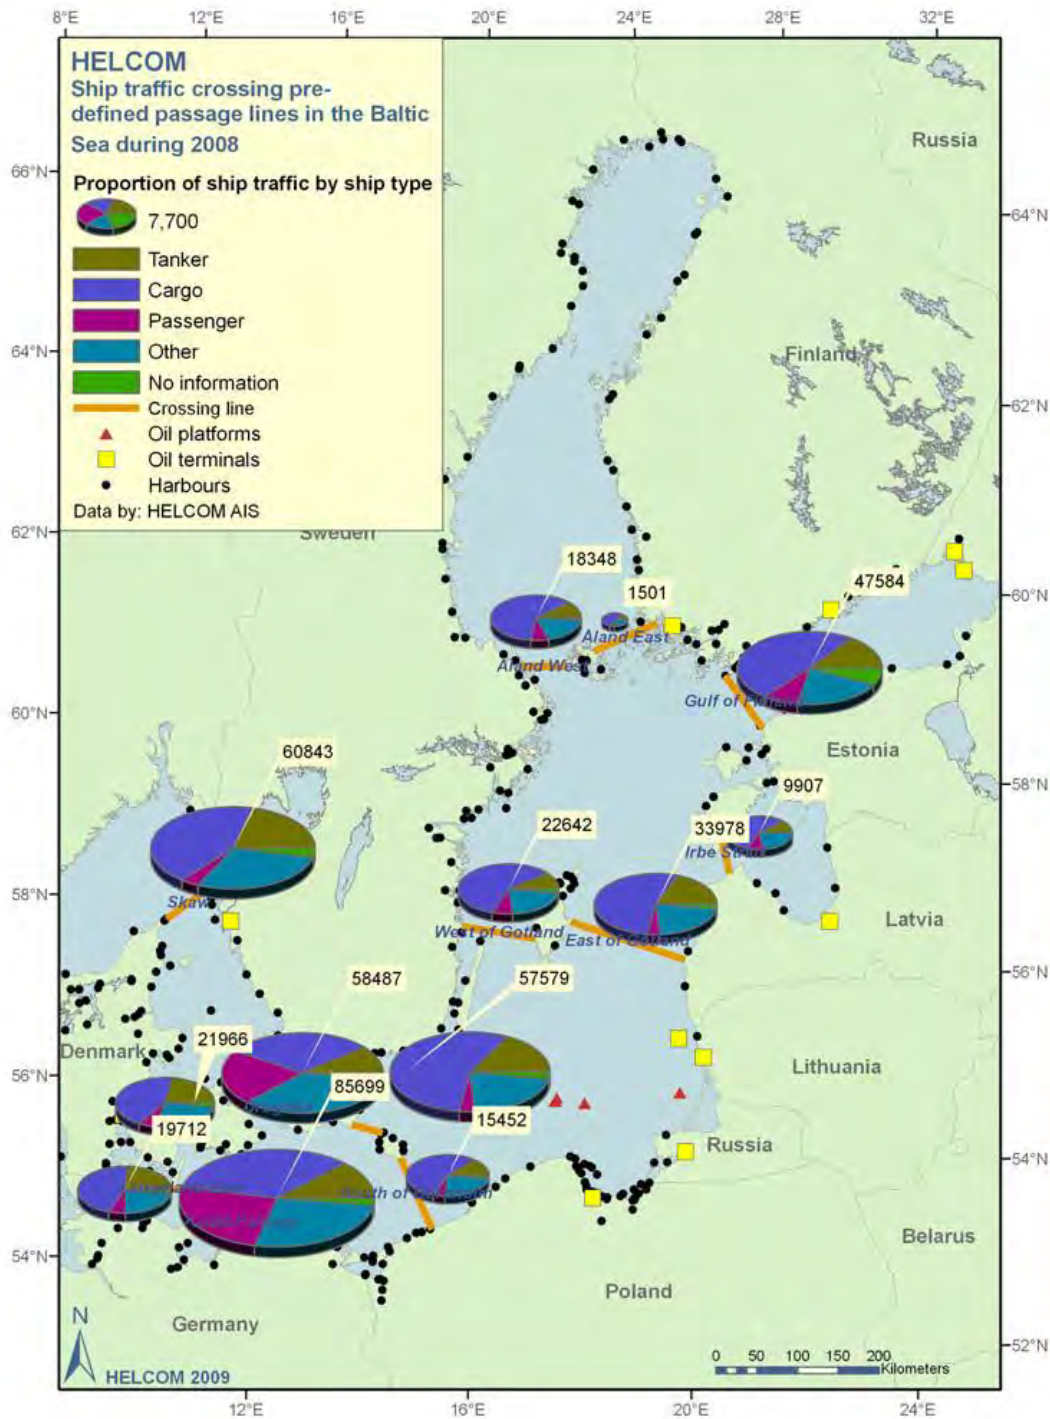 8°E 12°E 16°E 20°E 24°E 28°E 32°E
HELCOM
Ship traffic crossing pre-
defined passage lines in the Baltic
Sea during 2008
Proportion of ship traffic by ship type
7,700
Tanker
Cargo
Passenger
Other
No information
Crossing line
Oil platforms
Oil terminals
Harbours
Data by: HELCOM AIS
Russia
66°N
64°N
64°N
Finland
62°N
62°N
Sweden
18348
47584
1501
60°N
Åland East
Åland West
Gulf of
60°N
Estonia
60843
58°N
9907
22642
33978
Irbe Strait
58°N
Skaw
Latvia
West of Gotland
East of Gotland
58487
57579
56°N
21966
Denmark
Lithuania
56°N
85699
15452
19712
Russia
54°N
South of
54°N
Belarus
Poland
N
Germany
52°N
0 50 100 150 200
Kilometers
HELCOM 2009
12°E 16°E 20°E 24°E